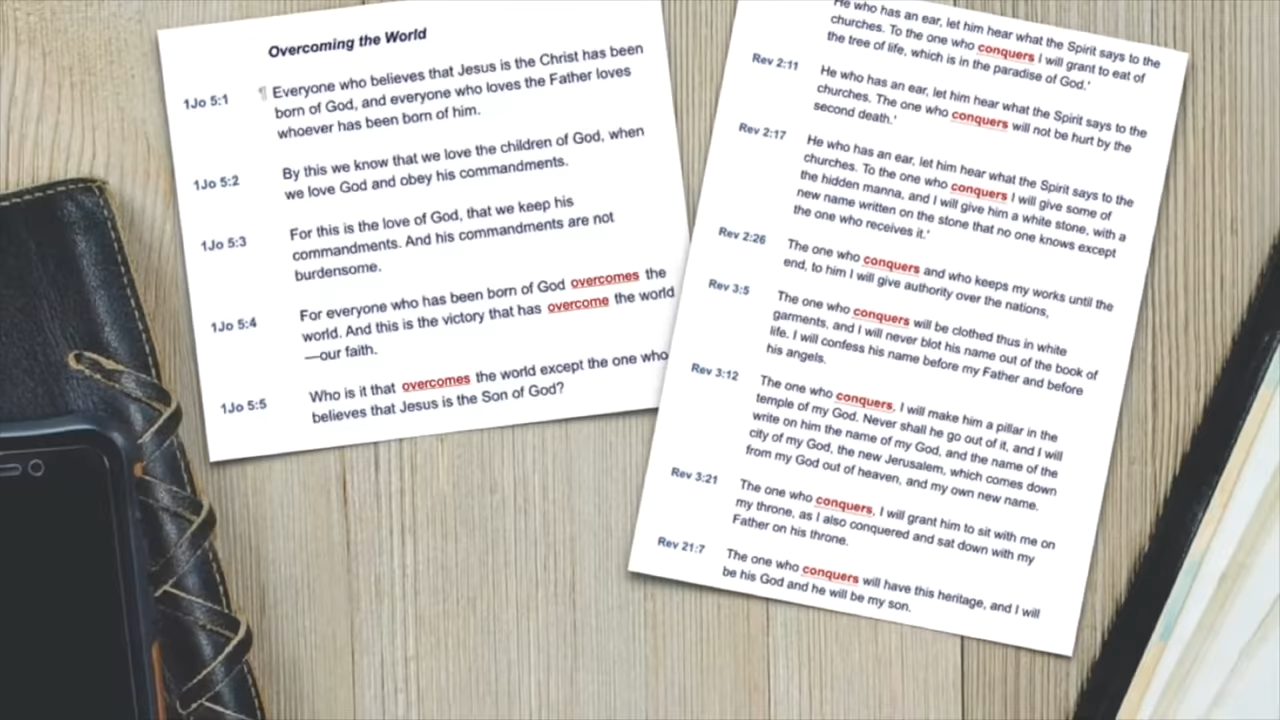 Overcoming the World
1Jo 5:1
¶ Everyone who believes that Jesus is the Christ has been
born of God, and everyone who loves the Father loves
whoever has been born of him.
1Jo 5:2
By this we know that we love the children of God, when
we love God and obey his commandments.
1Jo 5:3
For this is the love of God, that we keep his
commandments. And his commandments are not
burdensome.
1Jo 5:4
For everyone who has been born of God overcomes the
world. And this is the victory that has overcome the world
—our faith.
1Jo 5:5
Who is it that overcomes the world except the one who
believes that Jesus is the Son of God?
He who has an ear, let him hear what the Spirit says to the
churches. To the one who conquers I will grant to eat of
the tree of life, which is in the paradise of God.'
Rev 2:11
He who has an ear, let him hear what the Spirit says to the
churches. The one who conquers will not be hurt by the
second death.'
Rev 2:17
He who has an ear, let him hear what the Spirit says to the
churches. To the one who conquers I will give some of
the hidden manna, and I will give him a white stone, with a
new name written on the stone that no one knows except
the one who receives it.'
Rev 2:26
The one who conquers and who keeps my works until the
end, to him I will give authority over the nations,
Rev 3:5
The one who conquers will be clothed thus in white
garments, and I will never blot his name out of the book of
life. I will confess his name before my Father and before
his angels.
Rev 3:12
The one who conquers, I will make him a pillar in the
temple of my God. Never shall he go out of it, and I will
write on him the name of my God, and the name of the
city of my God, the new Jerusalem, which comes down
from my God out of heaven, and my own new name.
Rev 3:21
The one who conquers, I will grant him to sit with me on
my throne, as I also conquered and sat down with my
Father on his throne.
Rev 21:7
The one who conquers will have this heritage, and I will
be his God and he will be my son.